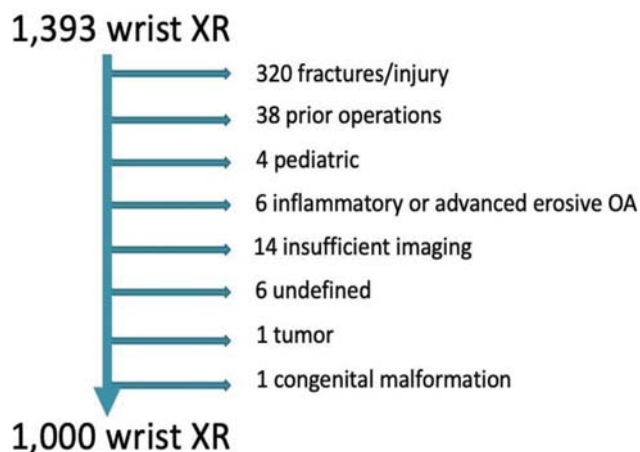 1,393 wrist XR
320 fractures/injury
38 prior operations
4 pediatric
6 inflammatory or advanced erosive OA
14 insufficient imaging
6 undefined
1 tumor
1 congenital malformation
1,000 wrist XR